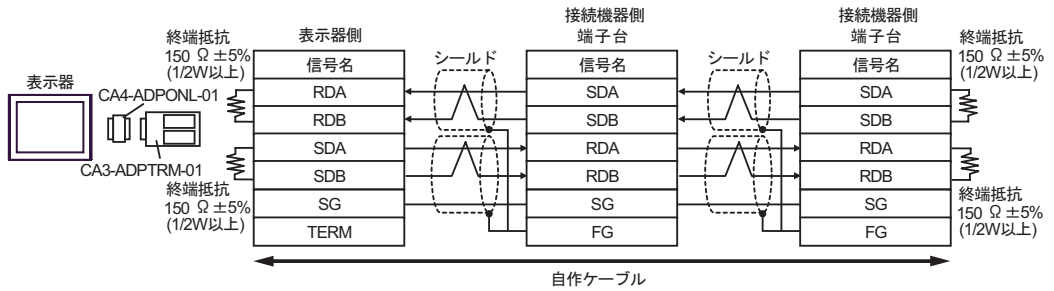 表示器
CA4-ADPONL-01
CA3-ADPTRM-01
終端抵抗
150 Ω ±5%
(1/2W以上)
終端抵抗
150 Ω ±5%
(1/2W以上)
表示器側
信号名
RDA
RDB
SDA
SDB
SG
TERM
シールド
接続機器側
端子台
信号名
SDA
SDB
RDA
RDB
SG
FG
シールド
接続機器側
端子台
信号名
SDA
SDB
RDA
RDB
SG
FG
終端抵抗
150 Ω ±5%
(1/2W以上)
終端抵抗
150 Ω ±5%
(1/2W以上)
自作ケーブル